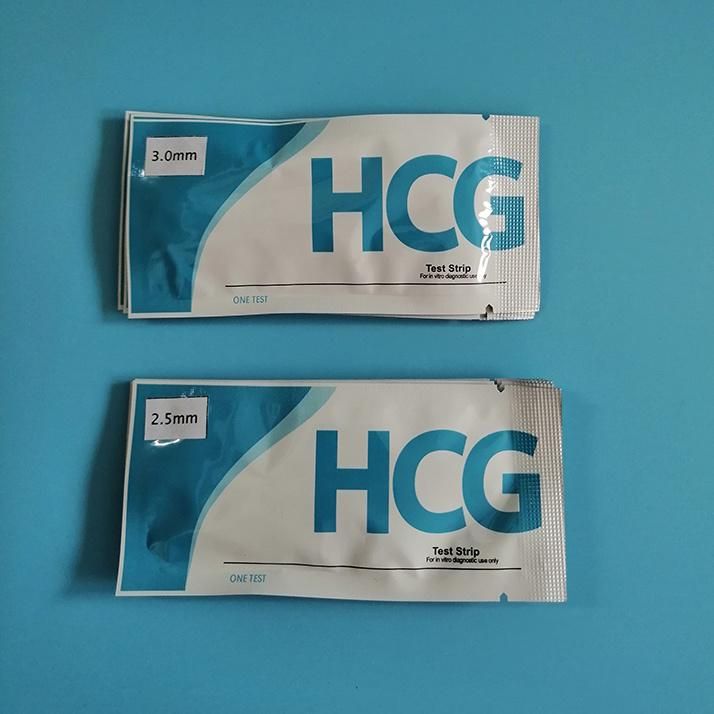 3.0mm
HCG
Test Strip
For in vitro diagnostic use only
ONE TEST
2.5mm
HCG
Test Strip
For in vitro diagnostic use only
ONE TEST